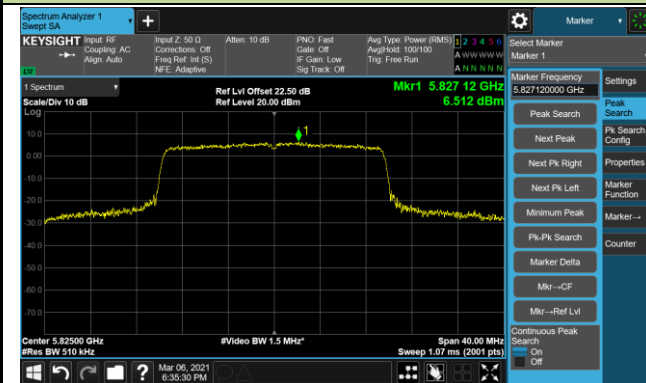 Spectrum Analyzer 1
Swept SA
+
Marker
KEYSIGHT
Input: RF
Coupling: AC
Align: Auto
Input Z: 50 Ω
Corrections: Off
Freq Ref: Int (S)
NFE: Adaptive
Atten: 10 dB
PNO: Fast
Gate: Off
IF Gain: Low
Sig Track: Off
Avg Type: Power (RMS)
Avg|Hold: 100/100
Trig: Free Run
1 2 3 4 5 6
A W W W W W
A N N N N N
LXI
Select Marker
Marker 1
1 Spectrum
Scale/Div 10 dB
Log
Ref Lvl Offset 22.50 dB
Ref Level 20.00 dBm
Mkr1 5.827 12 GHz
6.512 dBm
1
10.0
0.00
-10.0
-20.0
-30.0
-40.0
-50.0
-60.0
-70.0
Center 5.82500 GHz
#Res BW 510 kHz
#Video BW 1.5 MHz*
Span 40.00 MHz
Sweep 1.07 ms (2001 pts)
Marker Frequency
5.827120000 GHz
Peak Search
Next Peak
Next Pk Right
Next Pk Left
Minimum Peak
Pk-Pk Search
Marker Delta
Mkr→CF
Mkr→Ref Lvl
Continuous Peak
Search
On
Off
Settings
Peak
Search
Pk Search
Config
Properties
Marker
Function
Marker→
Counter
?
Mar 06, 2021
6:35:30 PM